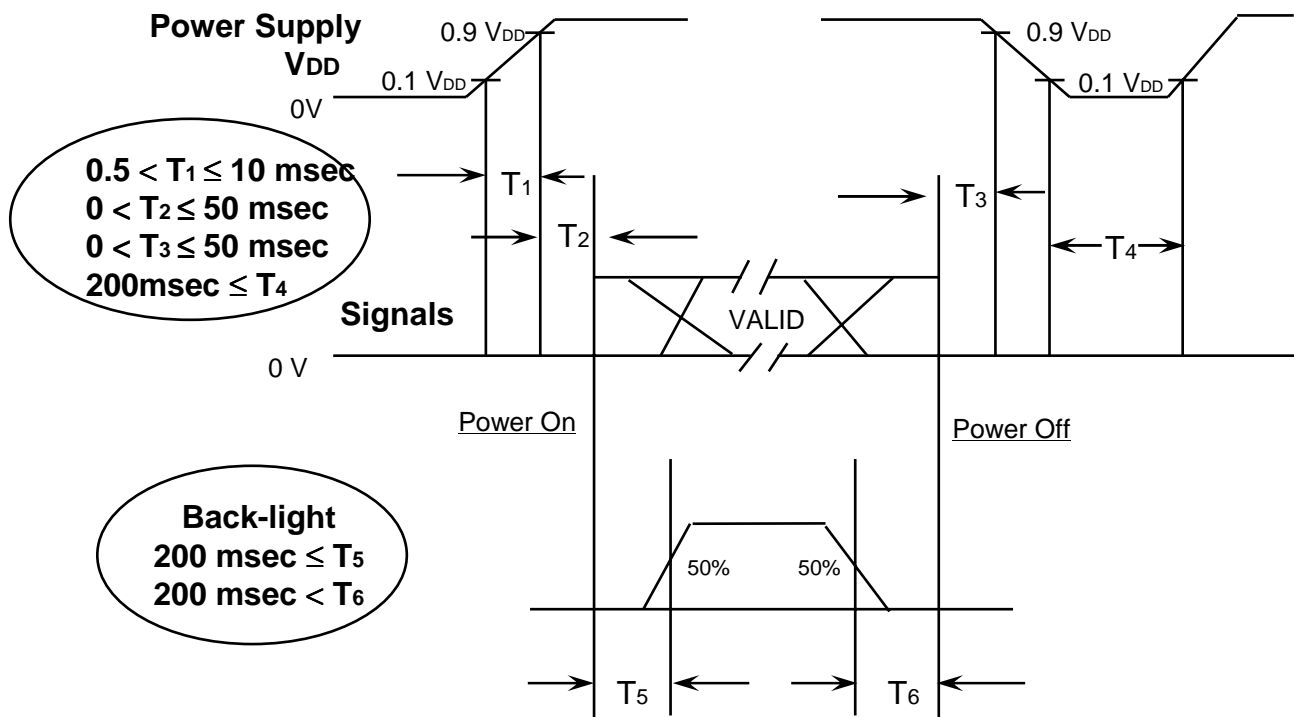 Power Supply
VDD
0.9 VDD
0.1 VDD
0V
0.9 VDD
0.1 VDD
0.5 < T1 ≤ 10 msec
0 < T2 ≤ 50 msec
0 < T3 ≤ 50 msec
200msec ≤ T4
T1
T2
T3
T4
Signals
VALID
0 V
Power On
Power Off
Back-light
200 msec ≤ T5
200 msec < T6
50%
50%
T5
T6